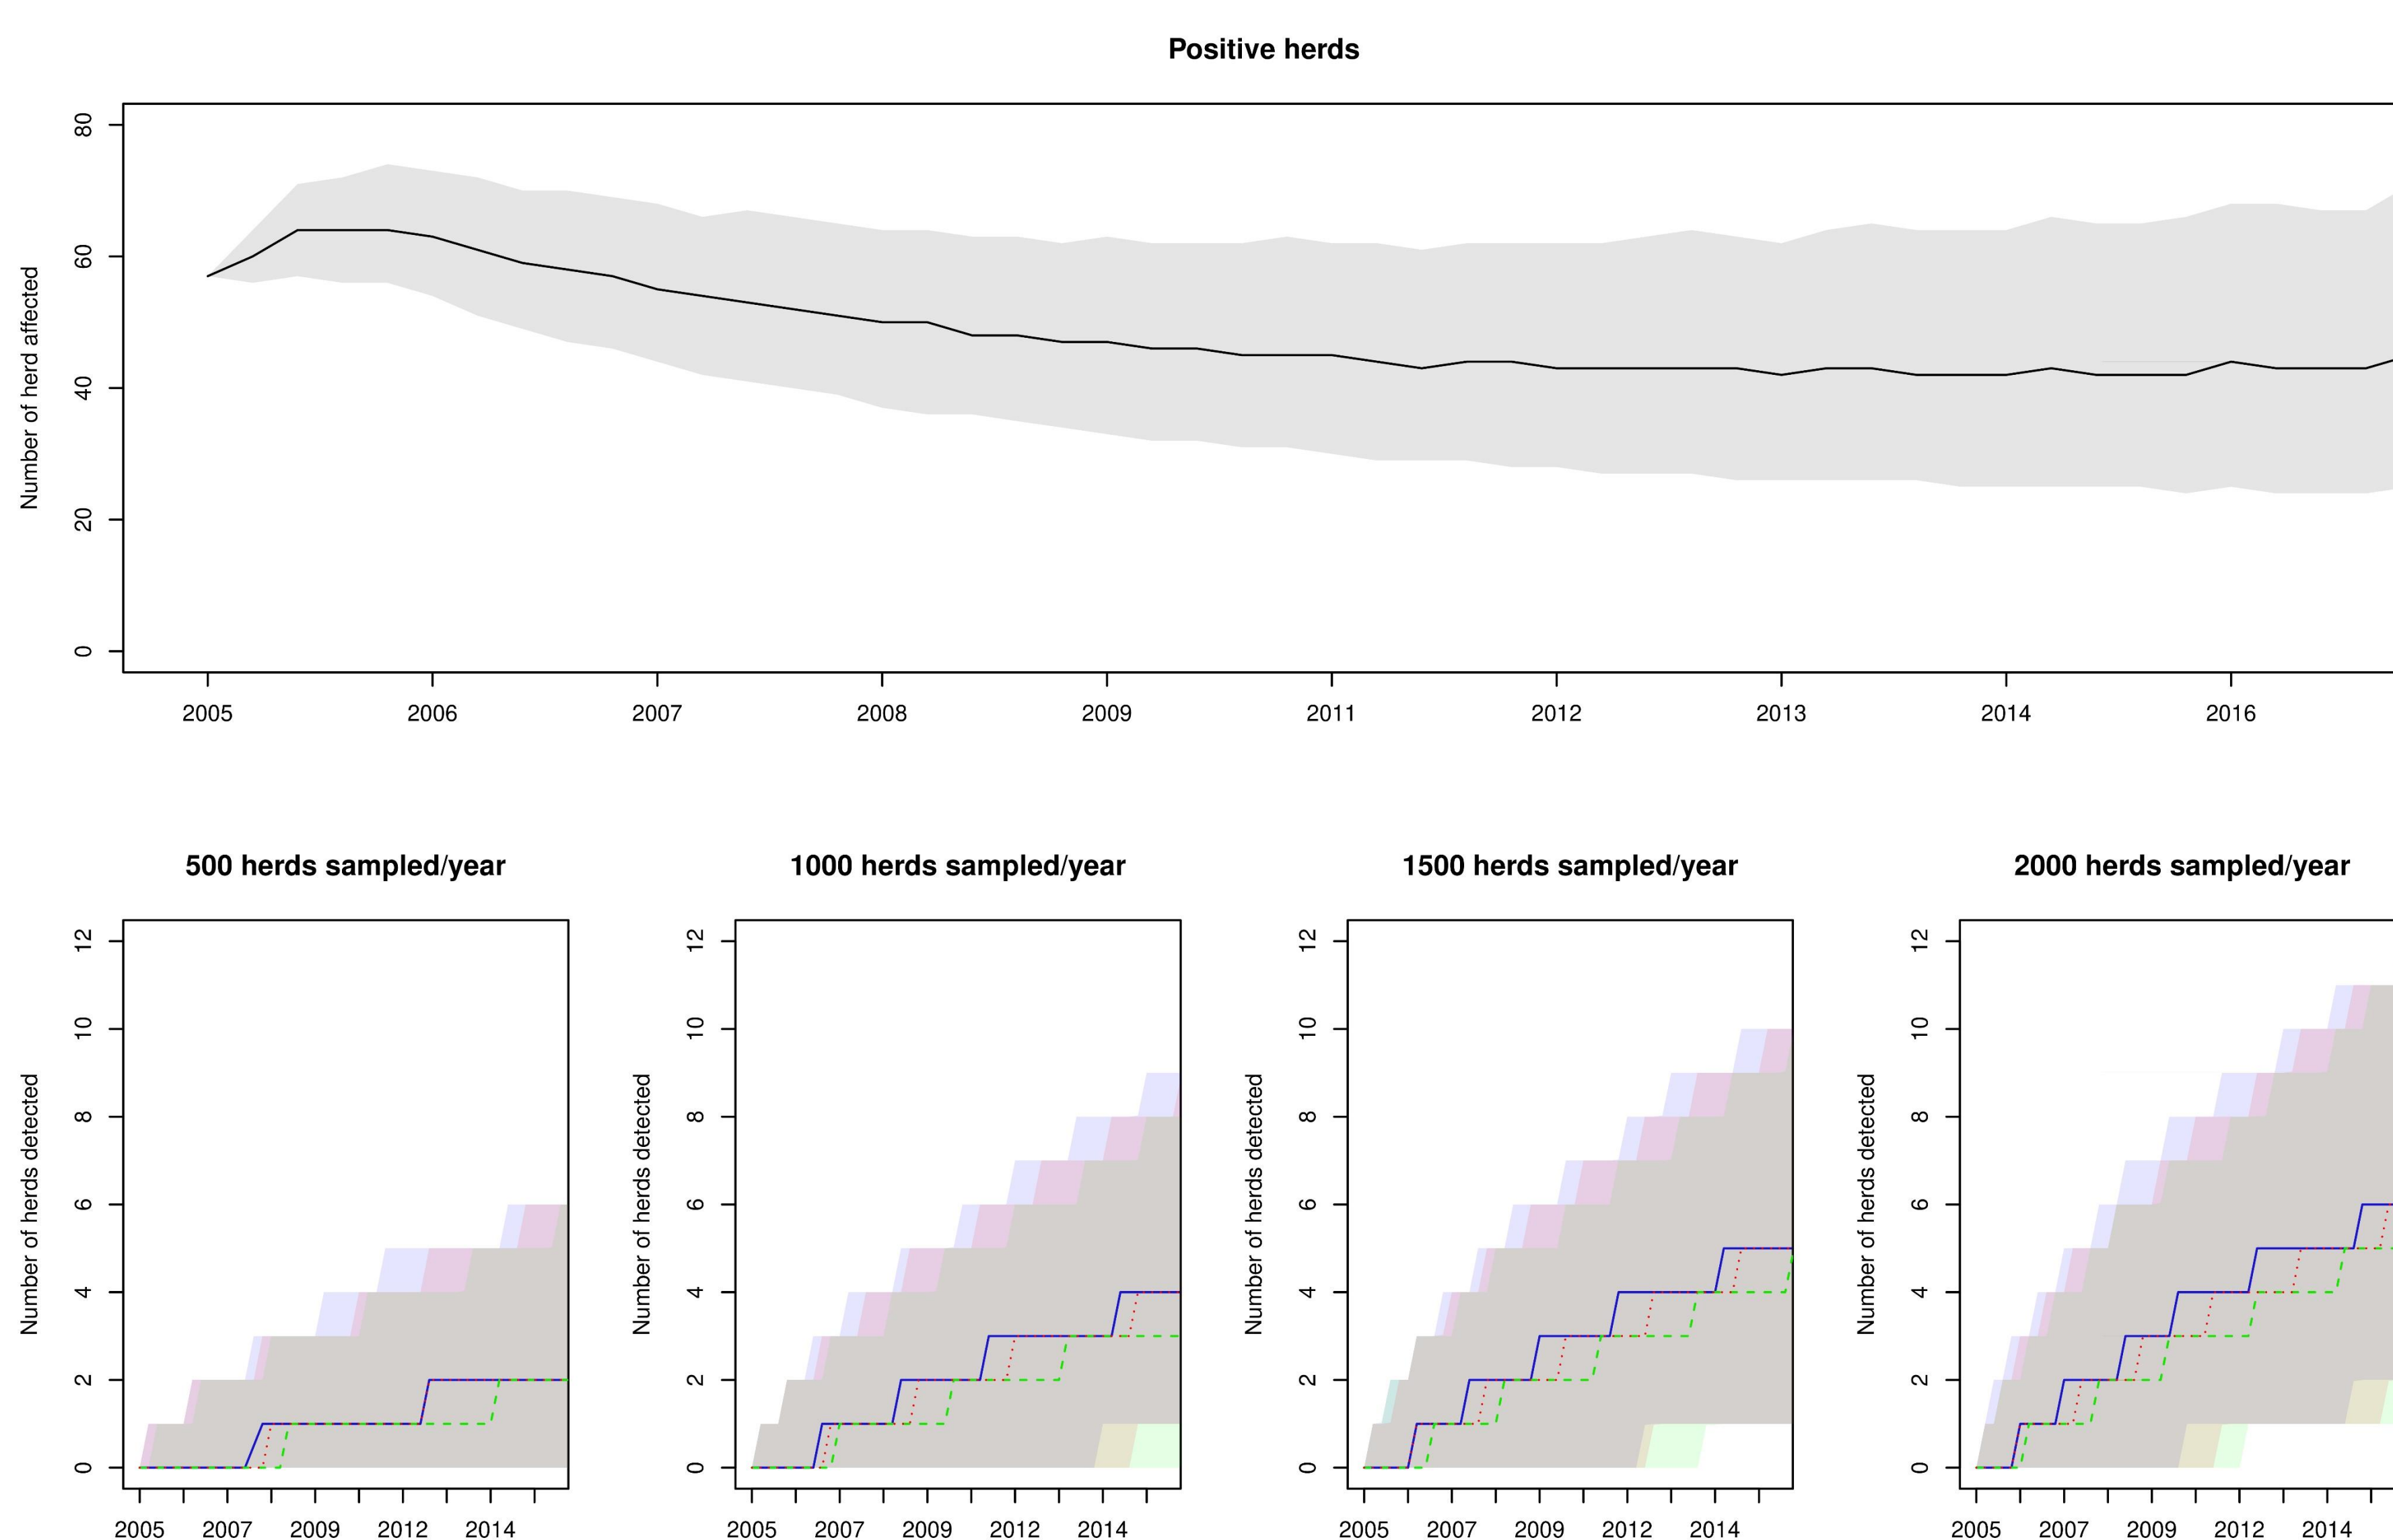 Positive herds
Number of herd affected
80
60
40
20
0
2005 2006 2007 2008 2009 2011 2012 2013 2014 2016
500 herds sampled/year 1000 herds sampled/year 1500 herds sampled/year 2000 herds sampled/year
Number of herds detected
12
10
8
6
4
2
0
2005 2007 2009 2012 2014
Number of herds detected
12
10
8
6
4
2
0
2005 2007 2009 2012 2014
Number of herds detected
12
10
8
6
4
2
0
2005 2007 2009 2012 2014
Number of herds detected
12
10
8
6
4
2
0
2005 2007 2009 2012 2014